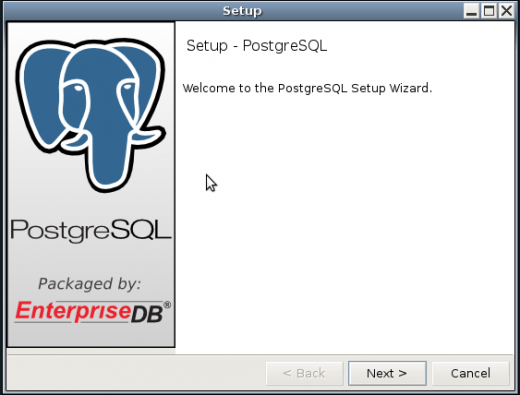 Setup
Setup - PostgreSQL
Welcome to the PostgreSQL Setup Wizard.
PostgreSQL
Packaged by:
EnterpriseDB®
< Back
Next >
Cancel